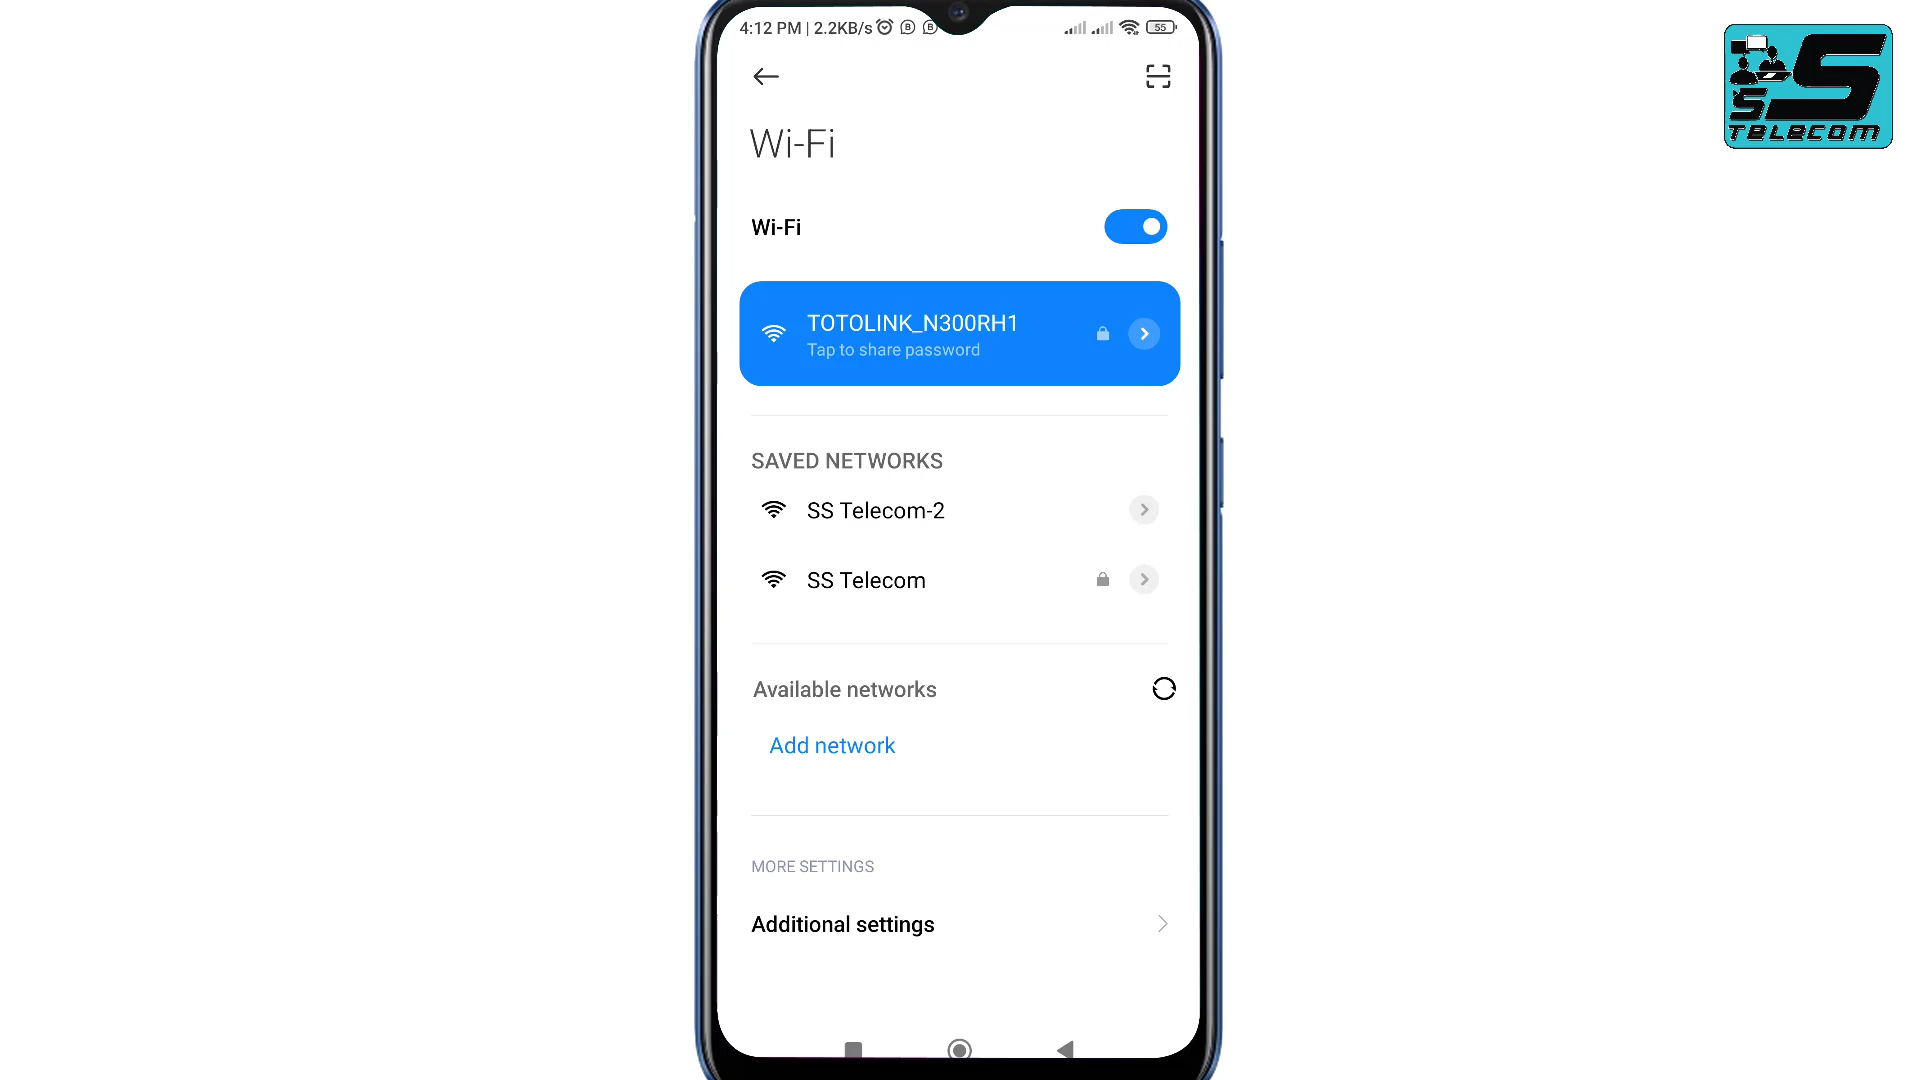 4:12 PM | 2.2KB/s
55
S
S
TELECOM
Wi-Fi
Wi-Fi
TOTOLINK_N300RH1
Tap to share password
SAVED NETWORKS
SS Telecom-2
SS Telecom
Available networks
Add network
MORE SETTINGS
Additional settings